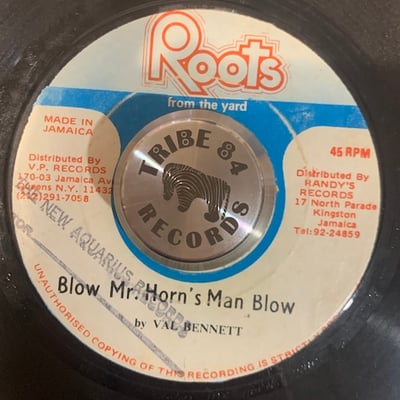 Roots
from the yard
MADE IN
JAMAICA
Distributed By
V.P. RECORDS
170-03 Jamaica Ave
Queens N.Y. 11432
(212)291-7058
TRIBE 84
RECORDS
45 RPM
Distributed By
RANDY'S
RECORDS
17 North Parade
Kingston
Jamaica
Tel:92-24859
NEW AQUARIUS RECORDS
Blow Mr. Horn's Man Blow
by VAL BENNETT
UNAUTHORISED COPYING OF THIS RECORDING IS STRICTLY